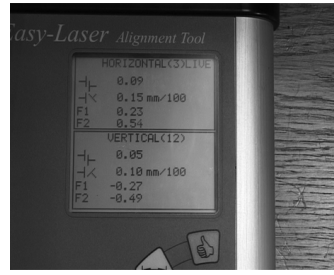 Easy-Laser Alignment Tool
HORIZONTAL(3)LIVE
0.09
0.15 mm/100
F1 0.23
F2 0.54
VERTICAL(12)
0.05
0.10 mm/100
F1 -0.27
F2 -0.49